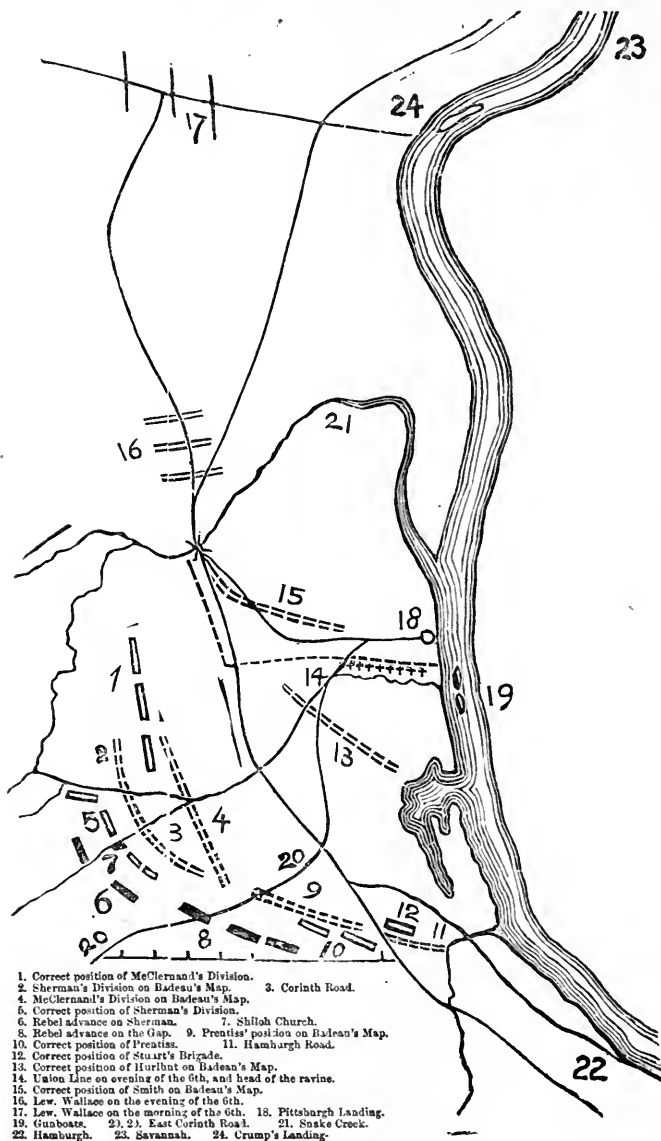 23
24
17
16
21
15
18
14
19
1
13
2
5
3
4
7
20
6
9
12
11
20
8
10
22
1. Correct position of McClernand's Division.
2. Sherman's Division on Badeau's Map. 3. Corinth Road.
4. McClernand's Division on Badeau's Map.
5. Correct position of Sherman's Division.
6. Rebel advance on Sherman. 7. Shiloh Church.
8. Rebel advance on the Gap. 9. Prentiss' position on Badeau's Map.
10. Correct position of Prentiss. 11. Hamburgh Road.
12. Correct position of Stuart's Brigade.
13. Correct position of Hurlbut on Badeau's Map.
14. Union Line on evening of the 6th, and head of the ravine.
15. Correct position of Smith on Badeau's Map.
16. Lew. Wallace on the evening of the 6th.
17. Lew. Wallace on the morning of the 6th. 18. Pittsburgh Landing.
19. Gunboats. 20, 20. East Corinth Road. 21. Snake Creek.
22. Hamburgh. 23. Savannah. 24. Crump's Landing.